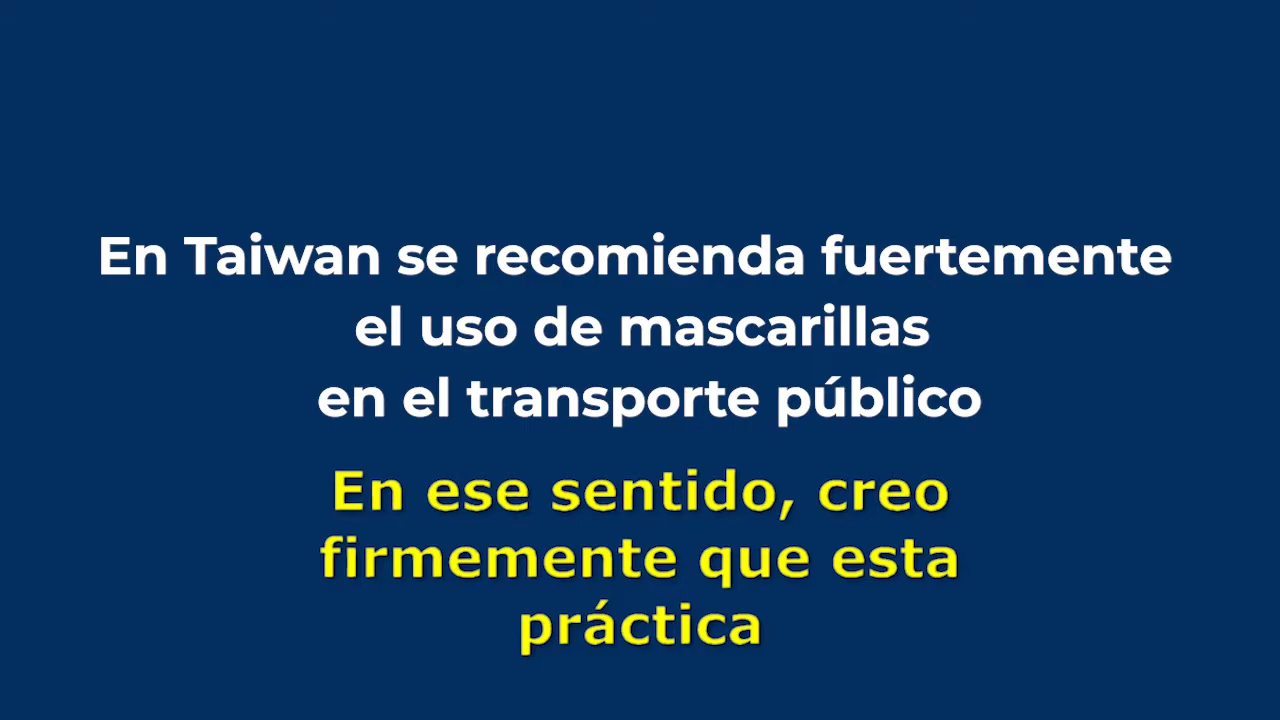 En Taiwan se recomienda fuertemente
el uso de mascarillas
en el transporte público
En ese sentido, creo
firmemente que esta
práctica